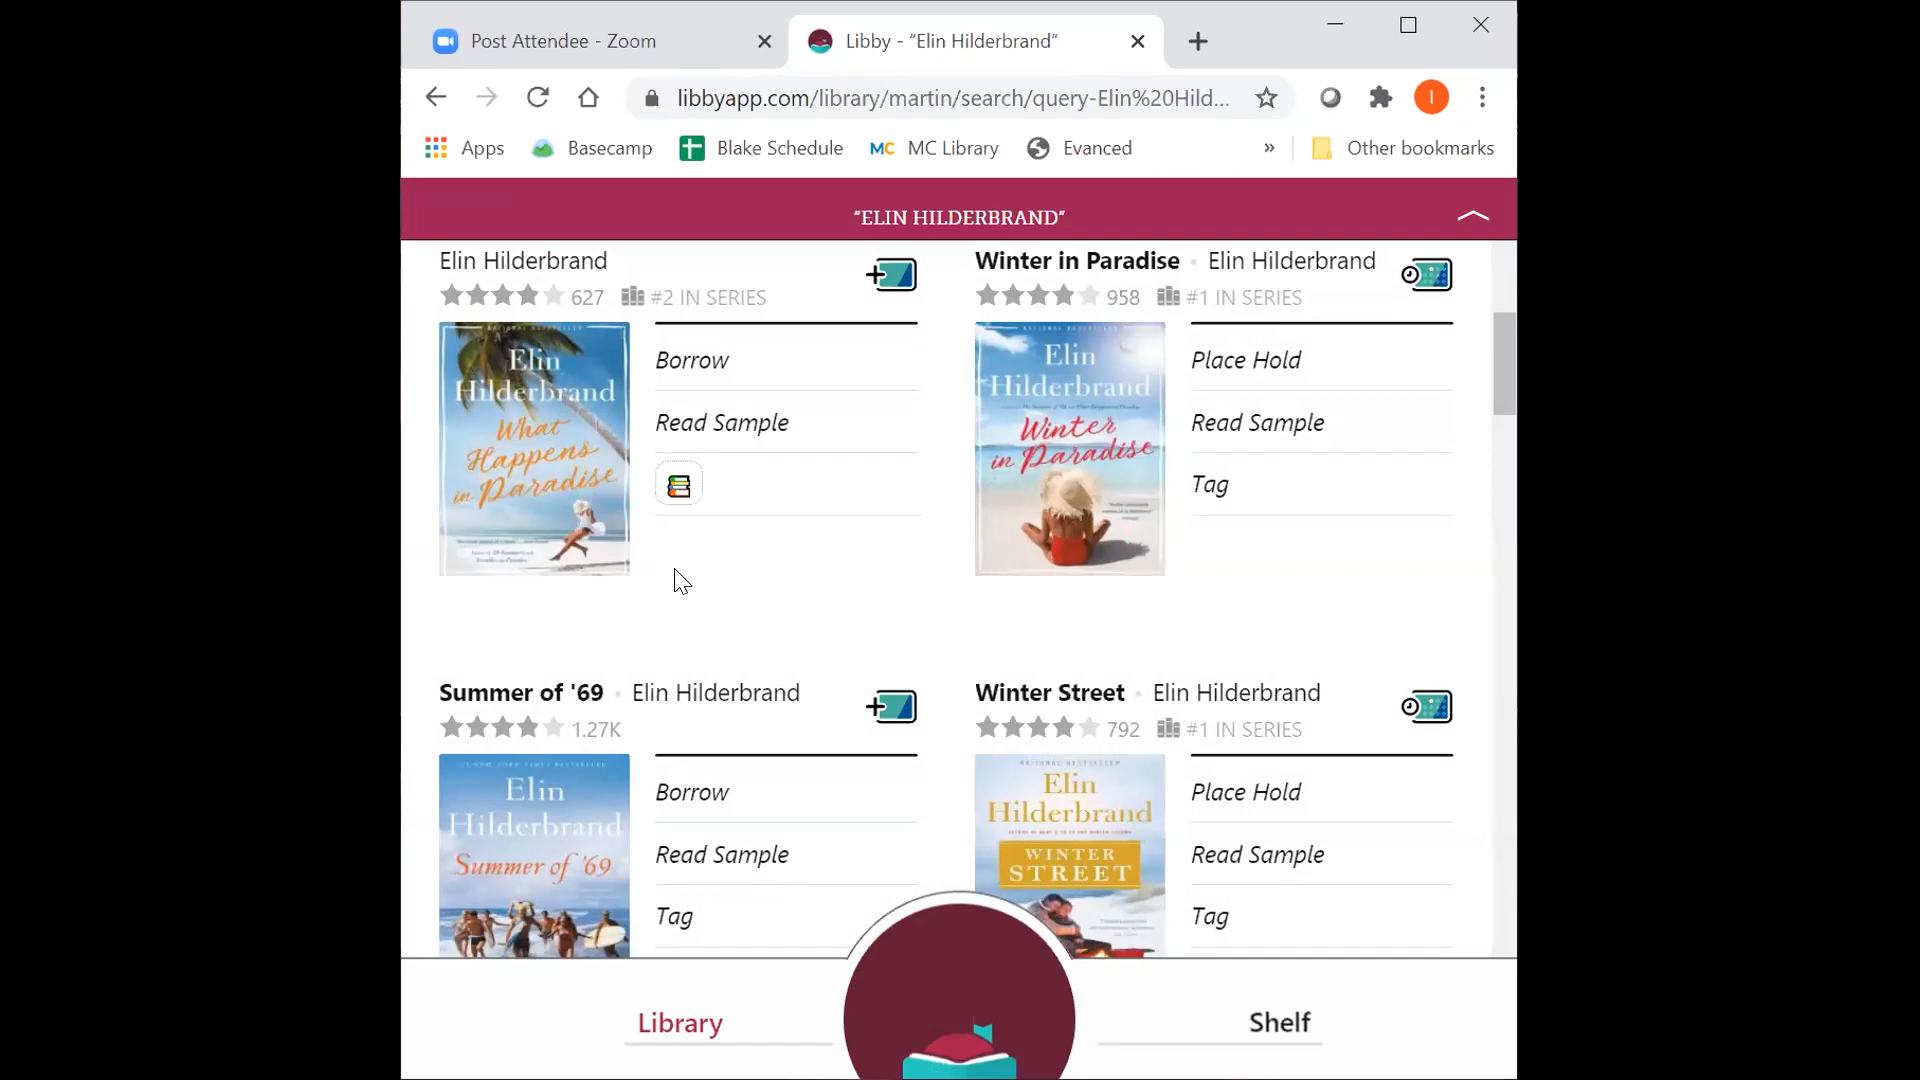 Post Attendee - Zoom
Libby - “Elin Hilderbrand”
libbyapp.com/library/martin/search/query-Elin%20Hild...
I
Apps
Basecamp
Blake Schedule
MC MC Library
Evanced
»
Other bookmarks
“ELIN HILDERBRAND”
Elin Hilderbrand
627 #2 IN SERIES
Elin
Hilderbrand
What
Happens
in Paradise
Borrow
Read Sample
Winter in Paradise • Elin Hilderbrand
958 #1 IN SERIES
Elin
Hilderbrand
Winter
in Paradise
Place Hold
Read Sample
Tag
Summer of '69 • Elin Hilderbrand
1.27K
Elin
Hilderbrand
Summer of '69
Borrow
Read Sample
Tag
Winter Street • Elin Hilderbrand
792 #1 IN SERIES
NATIONAL BESTSELLER
Elin
Hilderbrand
WINTER
STREET
Place Hold
Read Sample
Tag
Library
Shelf